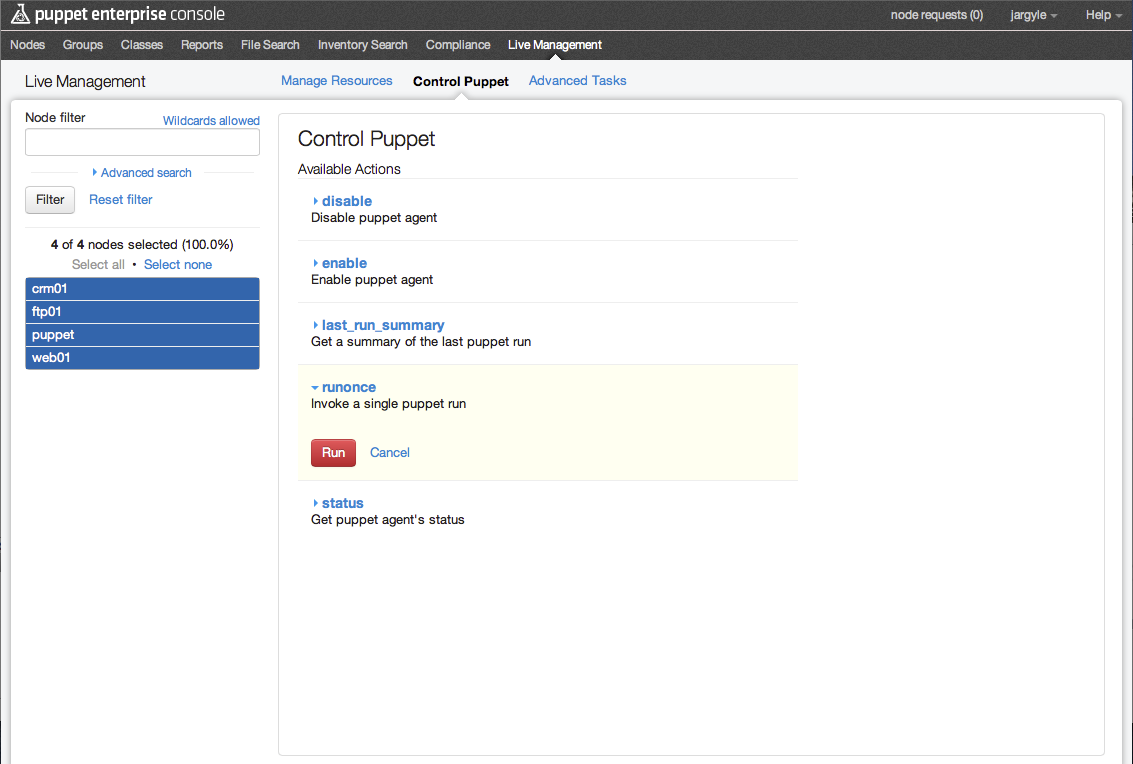 puppet enterprise console
node requests (0) jargyle Help
Nodes Groups Classes Reports File Search Inventory Search Compliance Live Management
Live Management
Manage Resources Control Puppet Advanced Tasks
Node filter Wildcards allowed
Advanced search
Filter Reset filter
4 of 4 nodes selected (100.0%)
Select all • Select none
crm01
ftp01
puppet
web01
Control Puppet
Available Actions
disable
Disable puppet agent
enable
Enable puppet agent
last_run_summary
Get a summary of the last puppet run
runonce
Invoke a single puppet run
Run Cancel
status
Get puppet agent's status